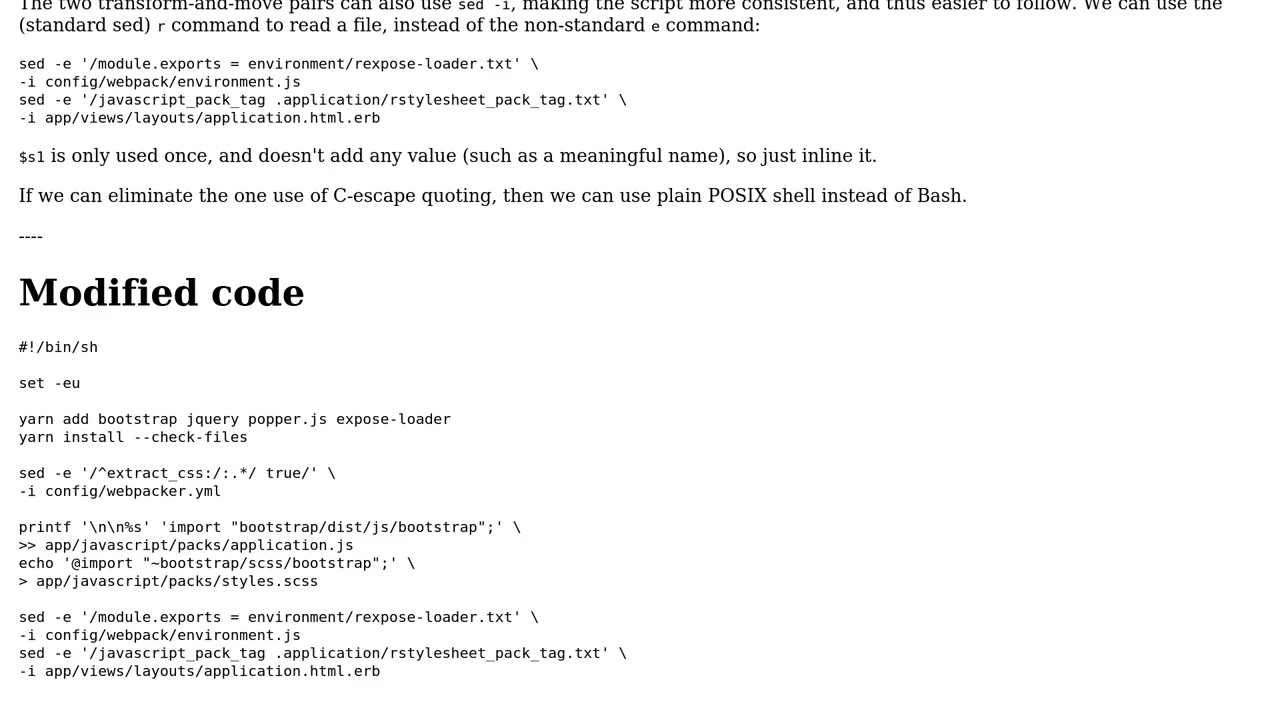 The two transform-and-move pairs can also use sed -i, making the script more consistent, and thus easier to follow. We can use the
(standard sed) r command to read a file, instead of the non-standard e command:
sed -e '/module.exports = environment/rexpose-loader.txt' \
-i config/webpack/environment.js
sed -e '/javascript_pack_tag .application/rstylesheet_pack_tag.txt' \
-i app/views/layouts/application.html.erb
$s1 is only used once, and doesn't add any value (such as a meaningful name), so just inline it.
If we can eliminate the one use of C-escape quoting, then we can use plain POSIX shell instead of Bash.
----
Modified code
#!/bin/sh
set -eu
yarn add bootstrap jquery popper.js expose-loader
yarn install --check-files
sed -e '/^extract_css:/:.*/ true/' \
-i config/webpacker.yml
printf '\n\n%s' 'import "bootstrap/dist/js/bootstrap";' \
>> app/javascript/packs/application.js
echo '@import "~bootstrap/scss/bootstrap";' \
> app/javascript/packs/styles.scss
sed -e '/module.exports = environment/rexpose-loader.txt' \
-i config/webpack/environment.js
sed -e '/javascript_pack_tag .application/rstylesheet_pack_tag.txt' \
-i app/views/layouts/application.html.erb